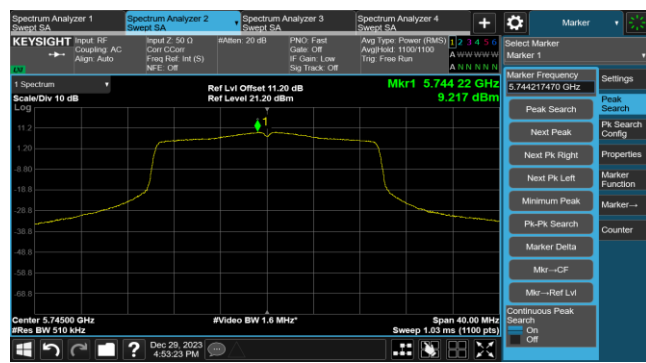 Spectrum Analyzer 1
Swept SA
Spectrum Analyzer 2
Swept SA
Spectrum Analyzer 3
Swept SA
Spectrum Analyzer 4
Swept SA
+
Marker
KEYSIGHT
Input: RF
Coupling: AC
Align: Auto
Input Z: 50 Ω
Corr CCorr
Freq Ref: Int (S)
NFE: Off
#Atten: 20 dB
PNO: Fast
Gate: Off
IF Gain: Low
Sig Track: Off
Avg Type: Power (RMS)
Avg|Hold: 1100/1100
Trig: Free Run
1 2 3 4 5 6
A W W W W W
A N N N N N
Select Marker
Marker 1
1 Spectrum
Scale/Div 10 dB
Log
Ref Lvl Offset 11.20 dB
Ref Level 21.20 dBm
Mkr1 5.744 22 GHz
9.217 dBm
1
11.2
1.20
-8.80
-18.8
-28.8
-38.8
-48.8
-58.8
-68.8
Center 5.74500 GHz
#Res BW 510 kHz
#Video BW 1.6 MHz*
Span 40.00 MHz
Sweep 1.03 ms (1100 pts)
Marker Frequency
5.744217470 GHz
Peak Search
Next Peak
Next Pk Right
Next Pk Left
Minimum Peak
Pk-Pk Search
Marker Delta
Mkr→CF
Mkr→Ref Lvl
Continuous Peak
Search
On
Off
Settings
Peak
Search
Pk Search
Config
Properties
Marker
Function
Marker→
Counter
?
Dec 29, 2023
4:53:23 PM